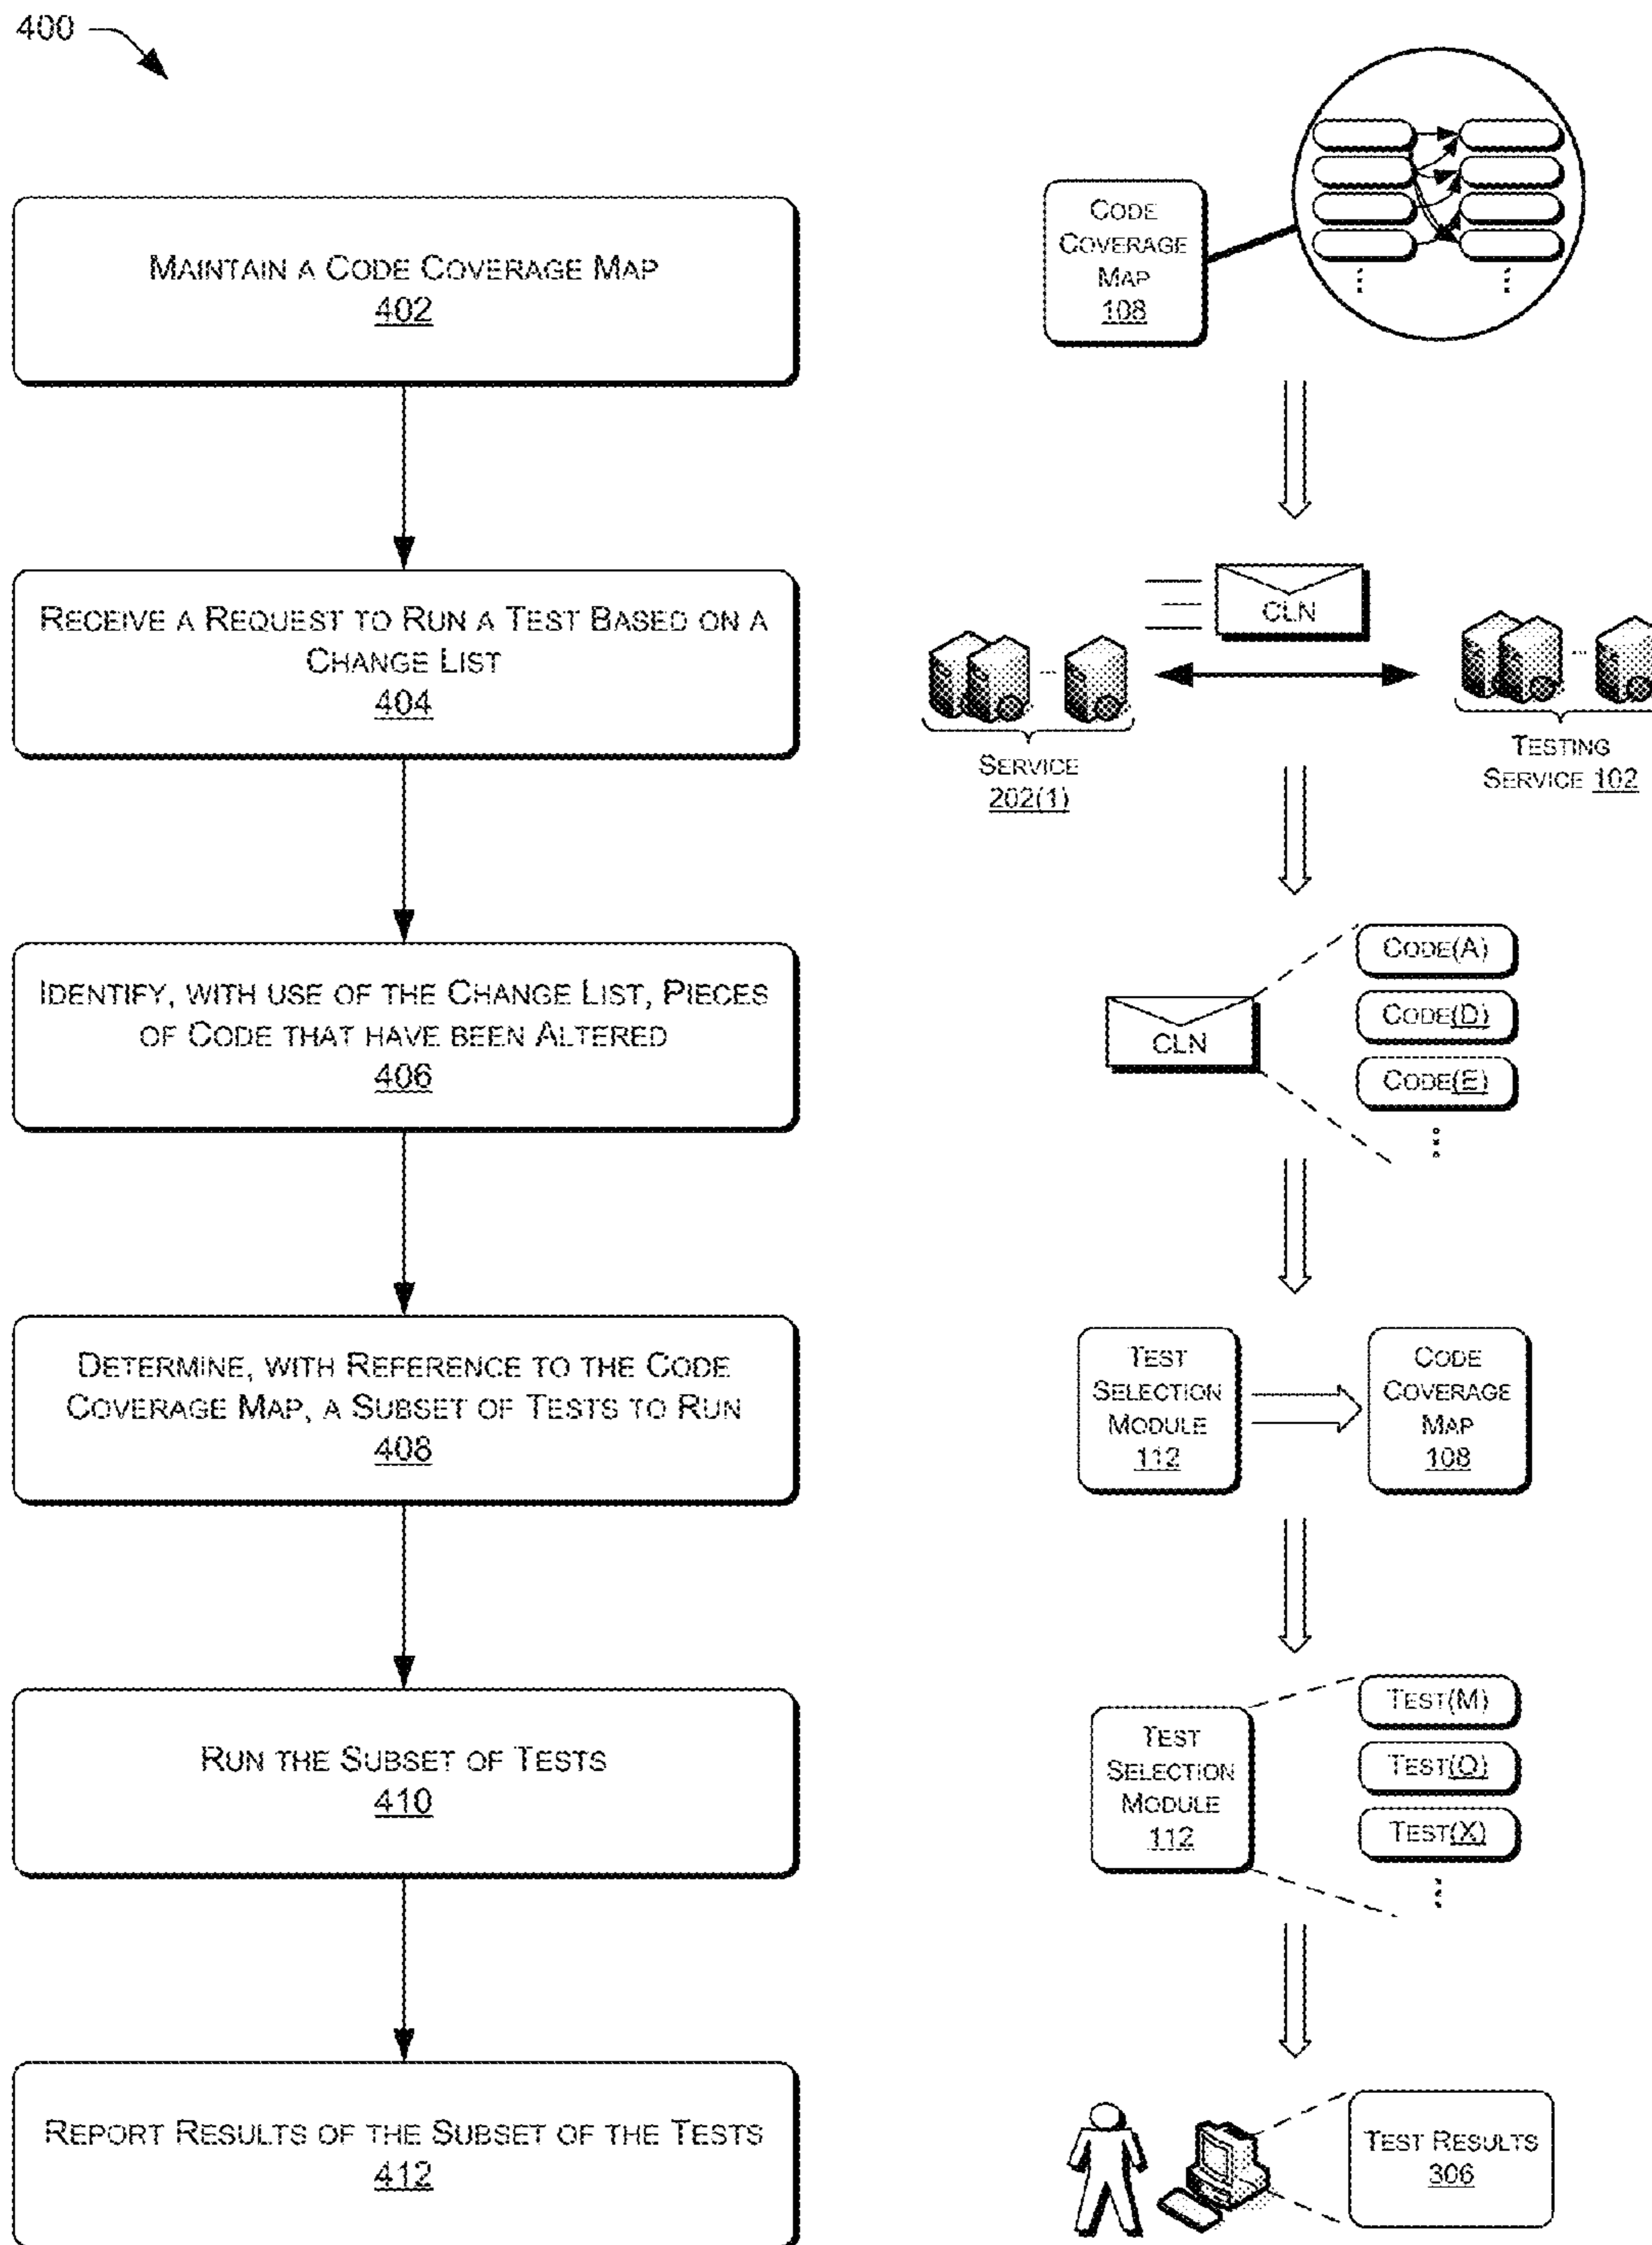 400
MAINTAIN A CODE COVERAGE MAP
402
CODE
COVERAGE
MAP
108
RECEIVE A REQUEST TO RUN A TEST BASED ON A
CHANGE LIST
404
CLN
SERVICE
202(1)
TESTING
SERVICE 102
IDENTIFY, WITH USE OF THE CHANGE LIST, PIECES
OF CODE THAT HAVE BEEN ALTERED
406
CLN
CODE(A)
CODE(D)
CODE(E)
DETERMINE, WITH REFERENCE TO THE CODE
COVERAGE MAP, A SUBSET OF TESTS TO RUN
408
TEST
SELECTION
MODULE
112
CODE
COVERAGE
MAP
108
RUN THE SUBSET OF TESTS
410
TEST
SELECTION
MODULE
112
TEST(M)
TEST(Q)
TEST(X)
REPORT RESULTS OF THE SUBSET OF THE TESTS
412
TEST RESULTS
306